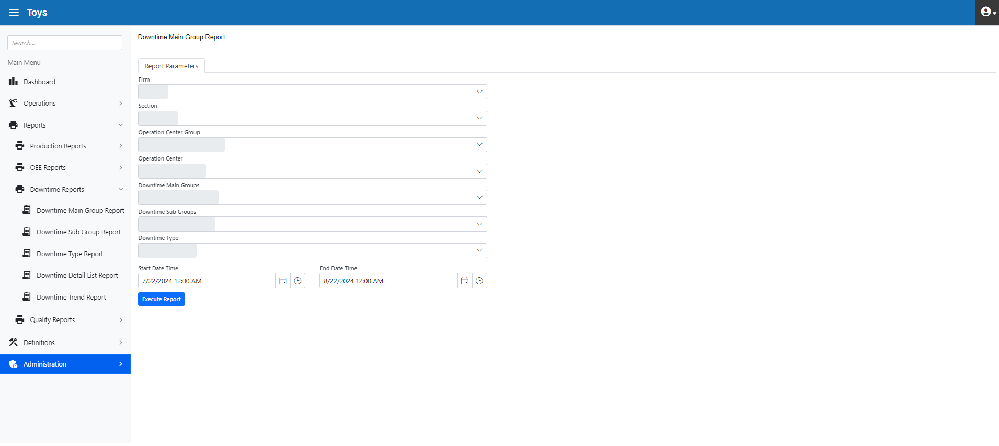 Toys
Search...
Main Menu
Dashboard
Operations
Reports
Production Reports
OEE Reports
Downtime Reports
Downtime Main Group Report
Downtime Sub Group Report
Downtime Type Report
Downtime Detail List Report
Downtime Trend Report
Quality Reports
Definitions
Administration
Downtime Main Group Report
Report Parameters
Firm
Section
Operation Center Group
Operation Center
Downtime Main Groups
Downtime Sub Groups
Downtime Type
Start Date Time
End Date Time
7/22/2024 12:00 AM
8/22/2024 12:00 AM
Execute Report